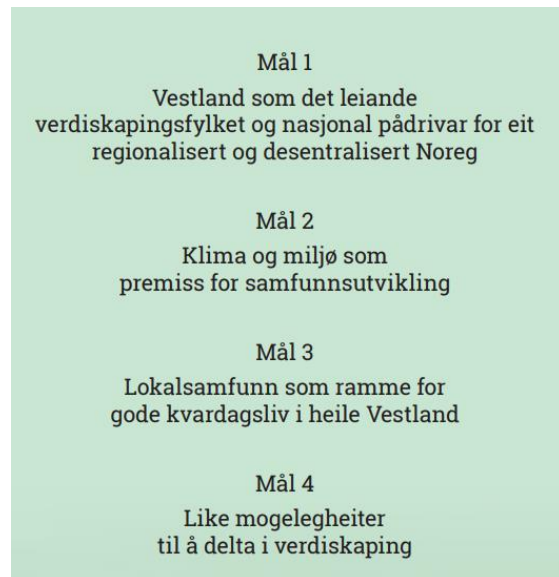 Mål 1
Vestland som det leiande
verdiskapingsfylket og nasjonal pådrivar for eit
regionalisert og desentralisert Noreg
Mål 2
Klima og miljø som
premiss for samfunnsutvikling
Mål 3
Lokalsamfunn som ramme for
gode kvardagsliv i heile Vestland
Mål 4
Like mogelegheiter
til å delta i verdiskaping